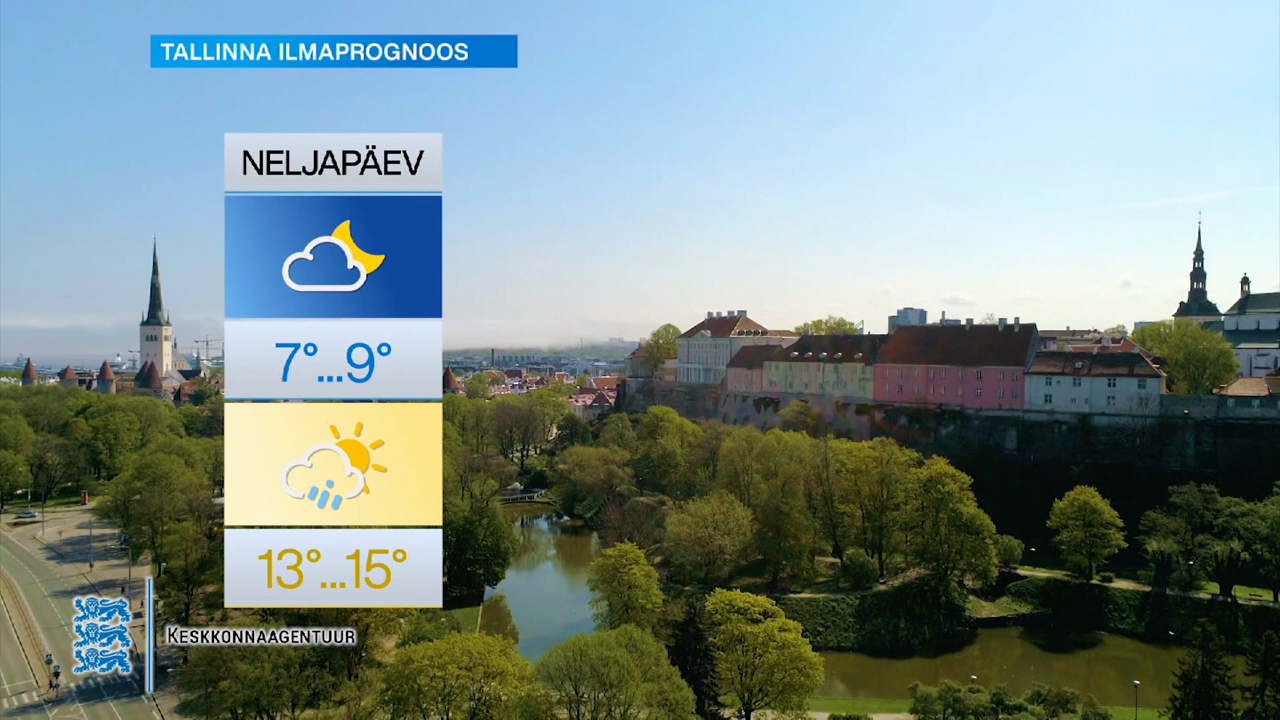 TALLINNA ILMAPROGNOOS
NELJAPÄEV
7°...9°
13°...15°
KESKKONNAAGENTUUR